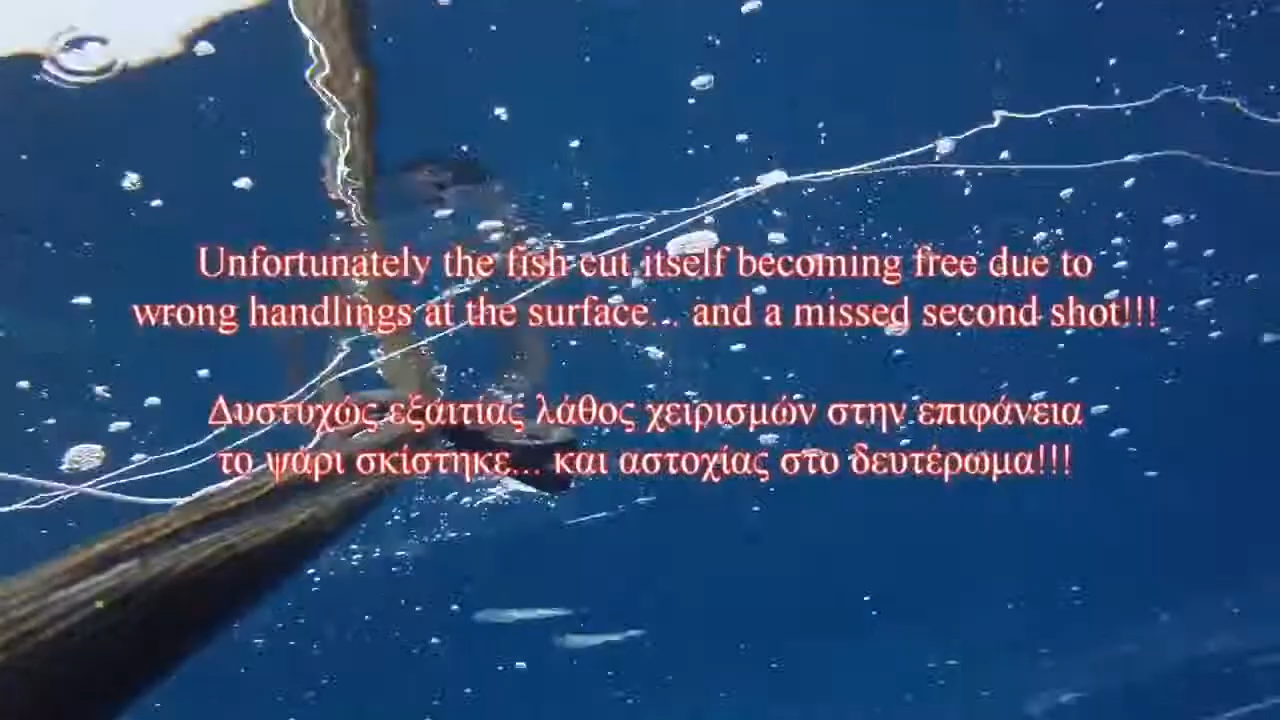 Unfortunately the fish cut itself becoming free due to
wrong handlings at the surface... and a missed second shot!!!
Δυστυχώς εξαιτίας λάθος χειρισμών στην επιφάνεια
το ψάρι σκίστηκε... και αστοχίας στο δευτέρωμα!!!